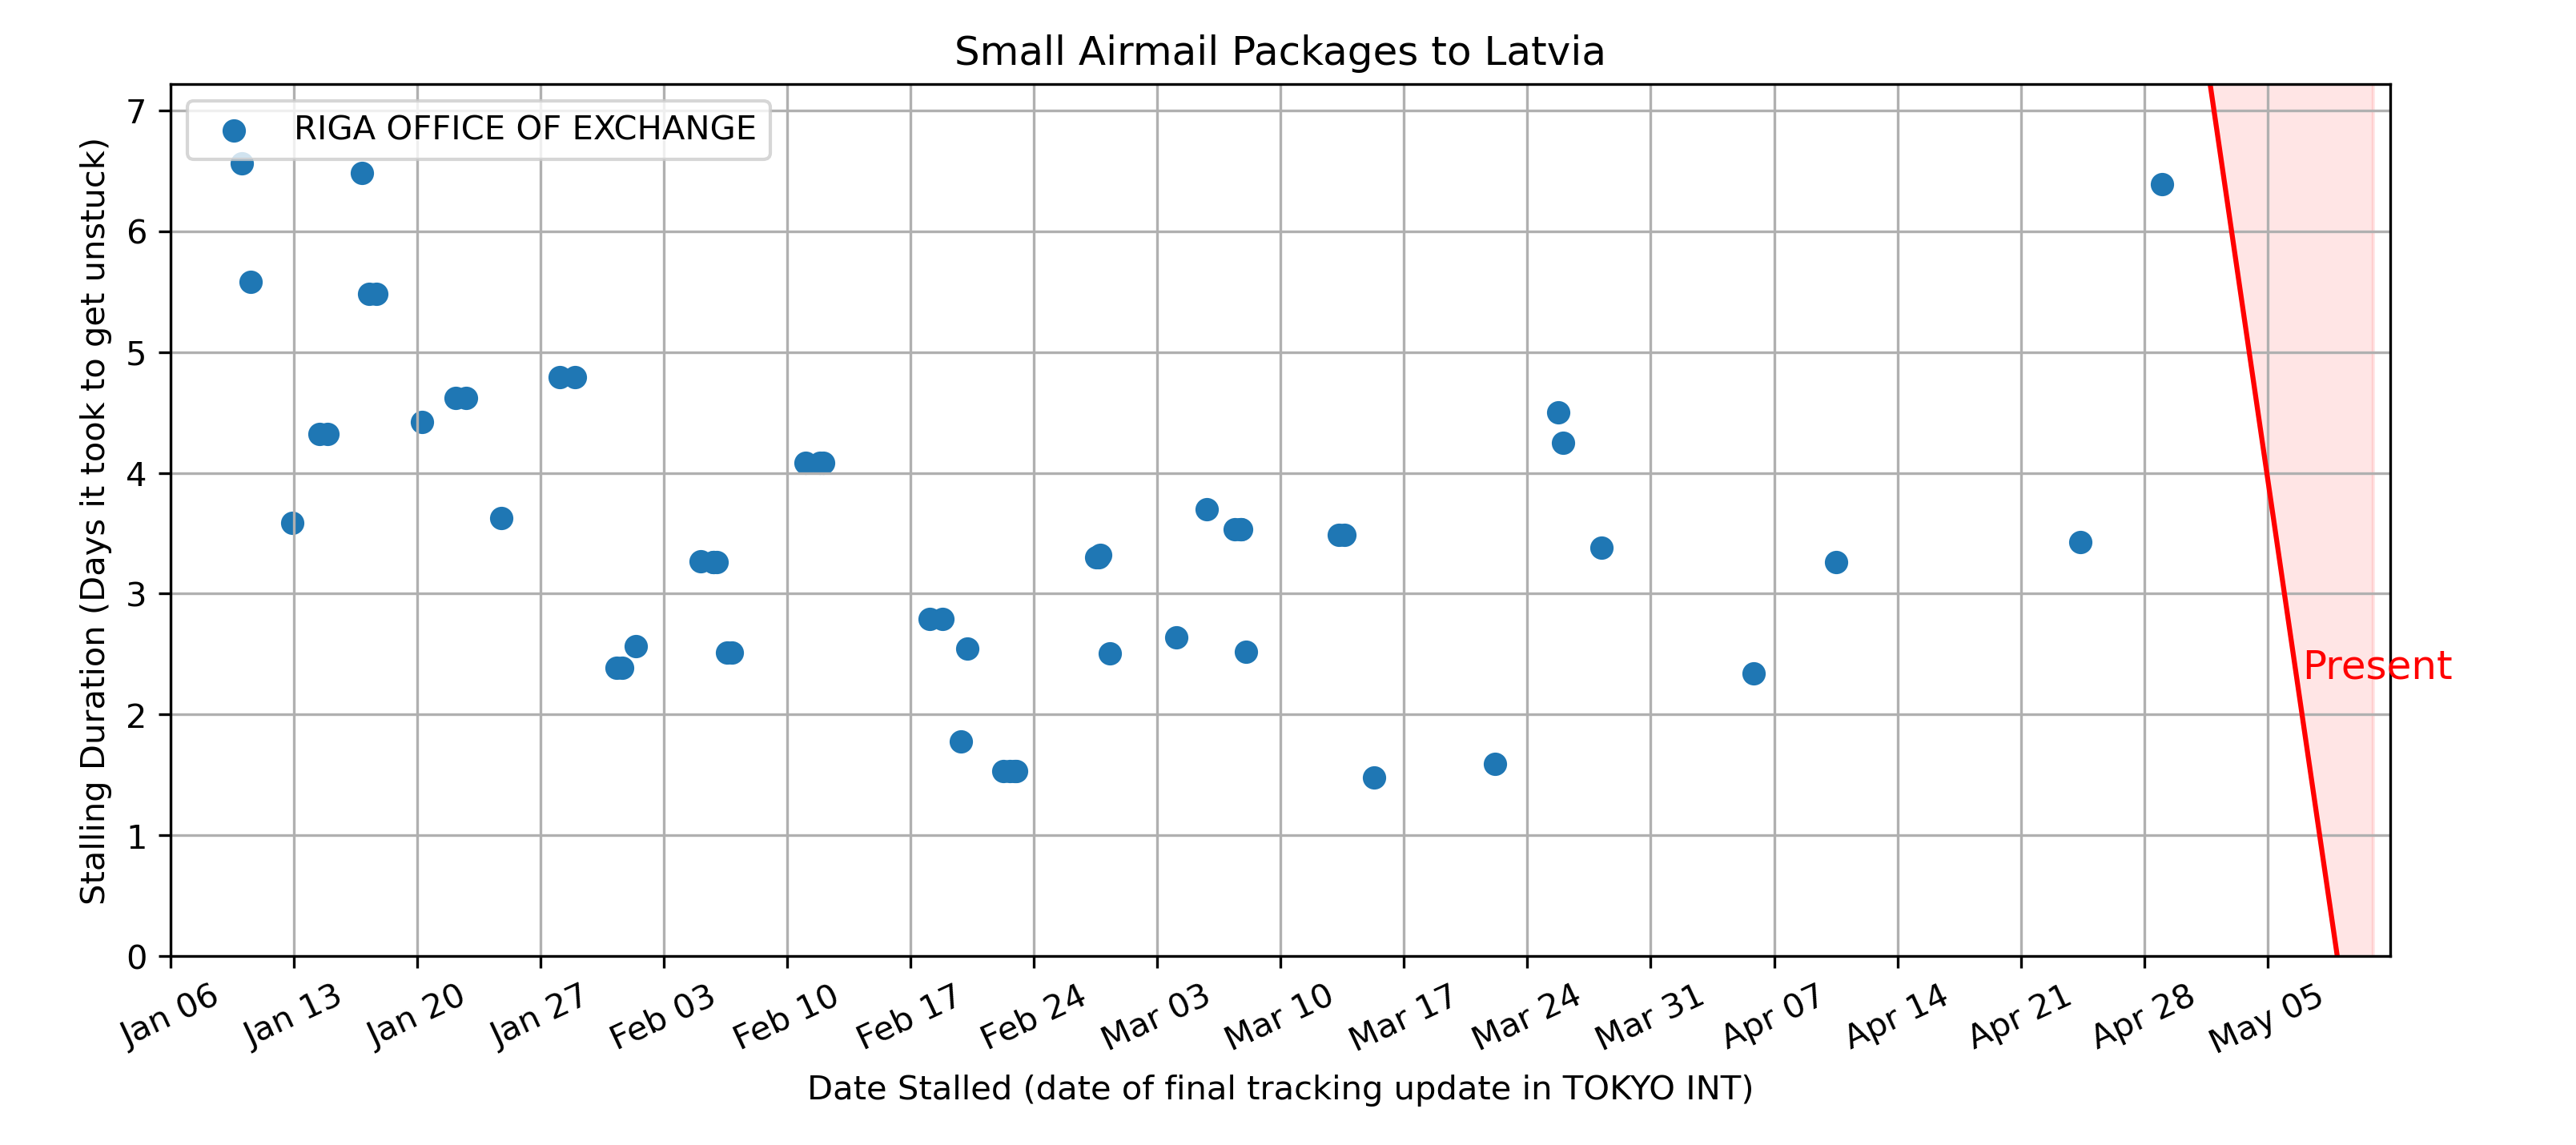 Small Airmail Packages to Latvia
RIGA OFFICE OF EXCHANGE
Stalling Duration (Days it took to get unstuck)
7
6
5
4
3
2
1
0
Present
Jan 06
Jan 13
Jan 20
Jan 27
Feb 03
Feb 10
Feb 17
Feb 24
Mar 03
Mar 10
Mar 17
Mar 24
Mar 31
Apr 07
Apr 14
Apr 21
Apr 28
May 05
Date Stalled (date of final tracking update in TOKYO INT)